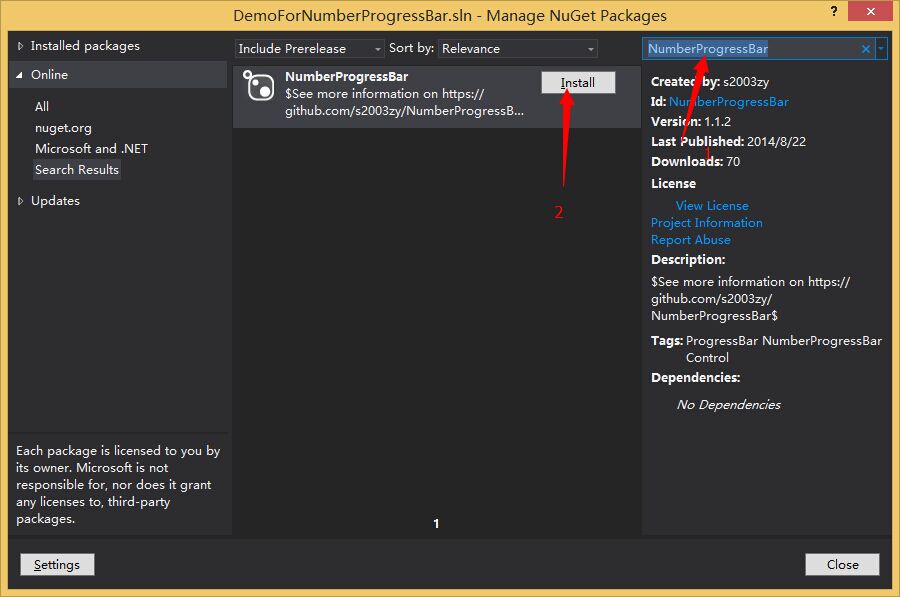 DemoForNumberProgressBar.sln - Manage NuGet Packages
?
Installed packages
Online
All
nuget.org
Microsoft and .NET
Search Results
Updates
Each package is licensed to you by
its owner. Microsoft is not
responsible for, nor does it grant
any licenses to, third-party
packages.
Settings
Include Prerelease
Sort by: Relevance
NumberProgressBar
Install
$See more information on https://
github.com/s2003zy/NumberProgressB...
2
1
NumberProgressBar
Created by: s2003zy
Id: NumberProgressBar
Version: 1.1.2
Last Published: 2014/8/22
1
Downloads: 70
License
View License
Project Information
Report Abuse
Description:
$See more information on https://
github.com/s2003zy/
NumberProgressBar$
Tags: ProgressBar NumberProgressBar
Control
Dependencies:
No Dependencies
Close